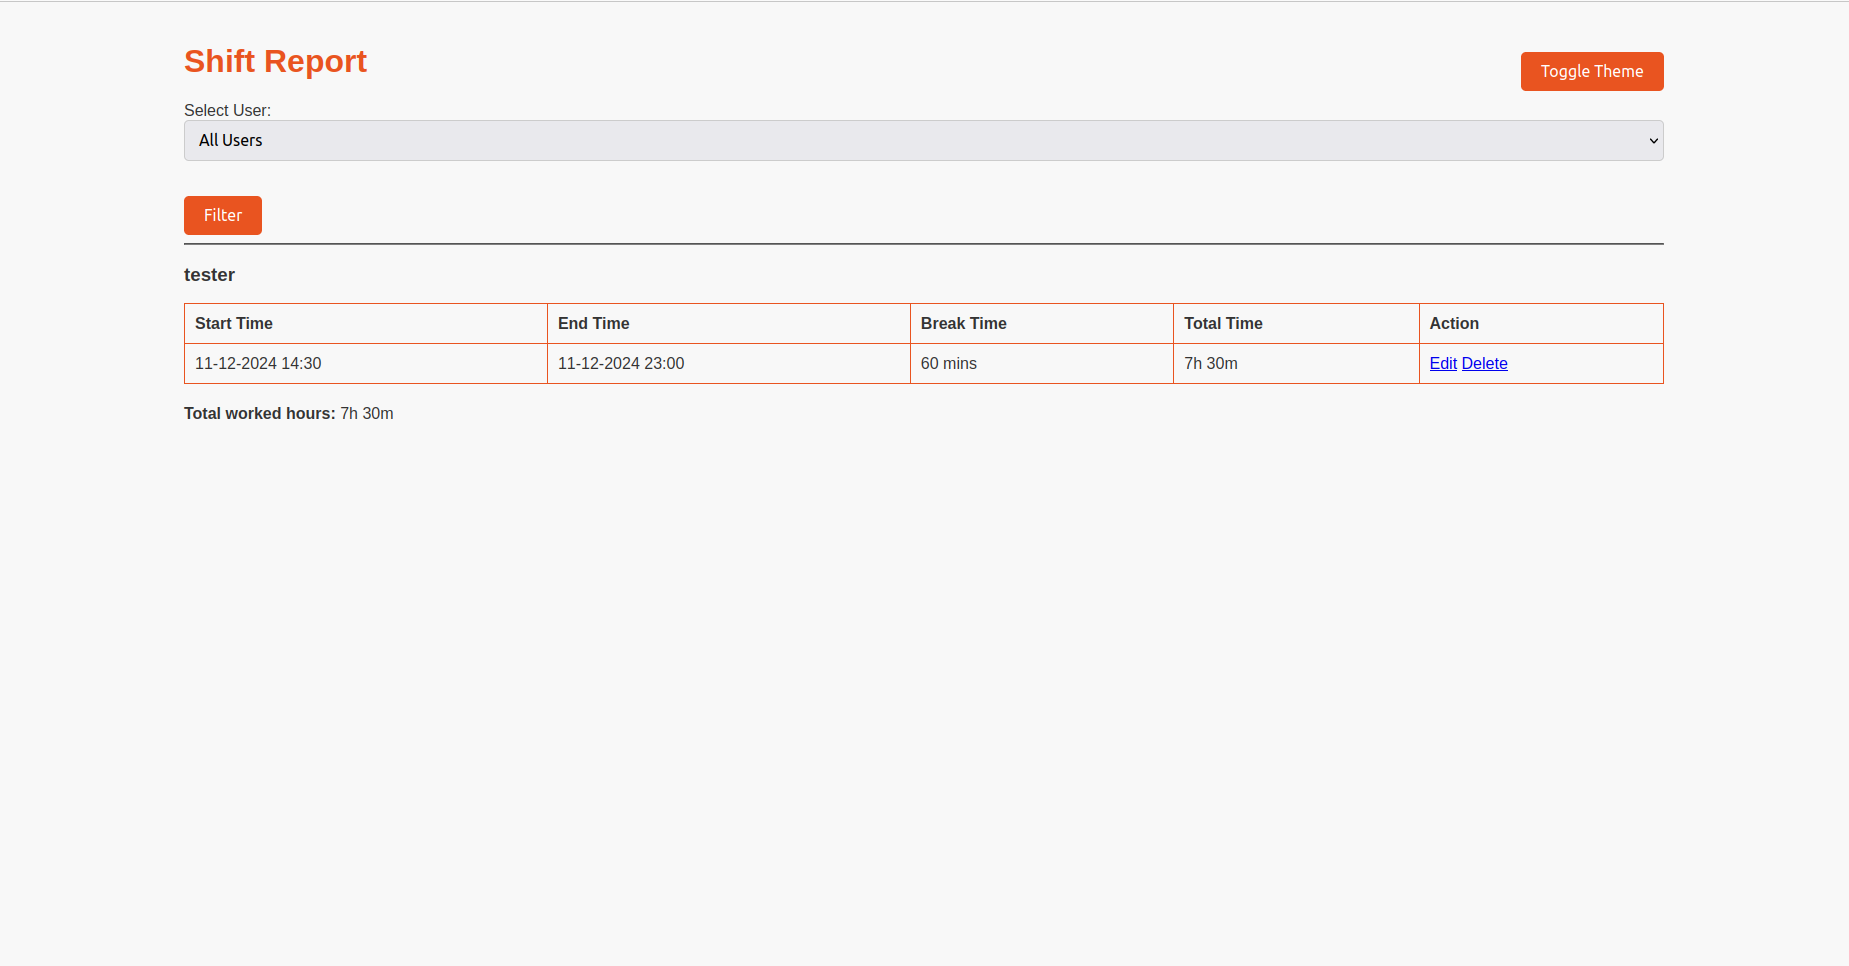 Shift Report
Toggle Theme
Select User:
All Users
Filter
tester
Start Time End Time Break Time Total Time Action
11-12-2024 14:30 11-12-2024 23:00 60 mins 7h 30m Edit Delete
Total worked hours: 7h 30m